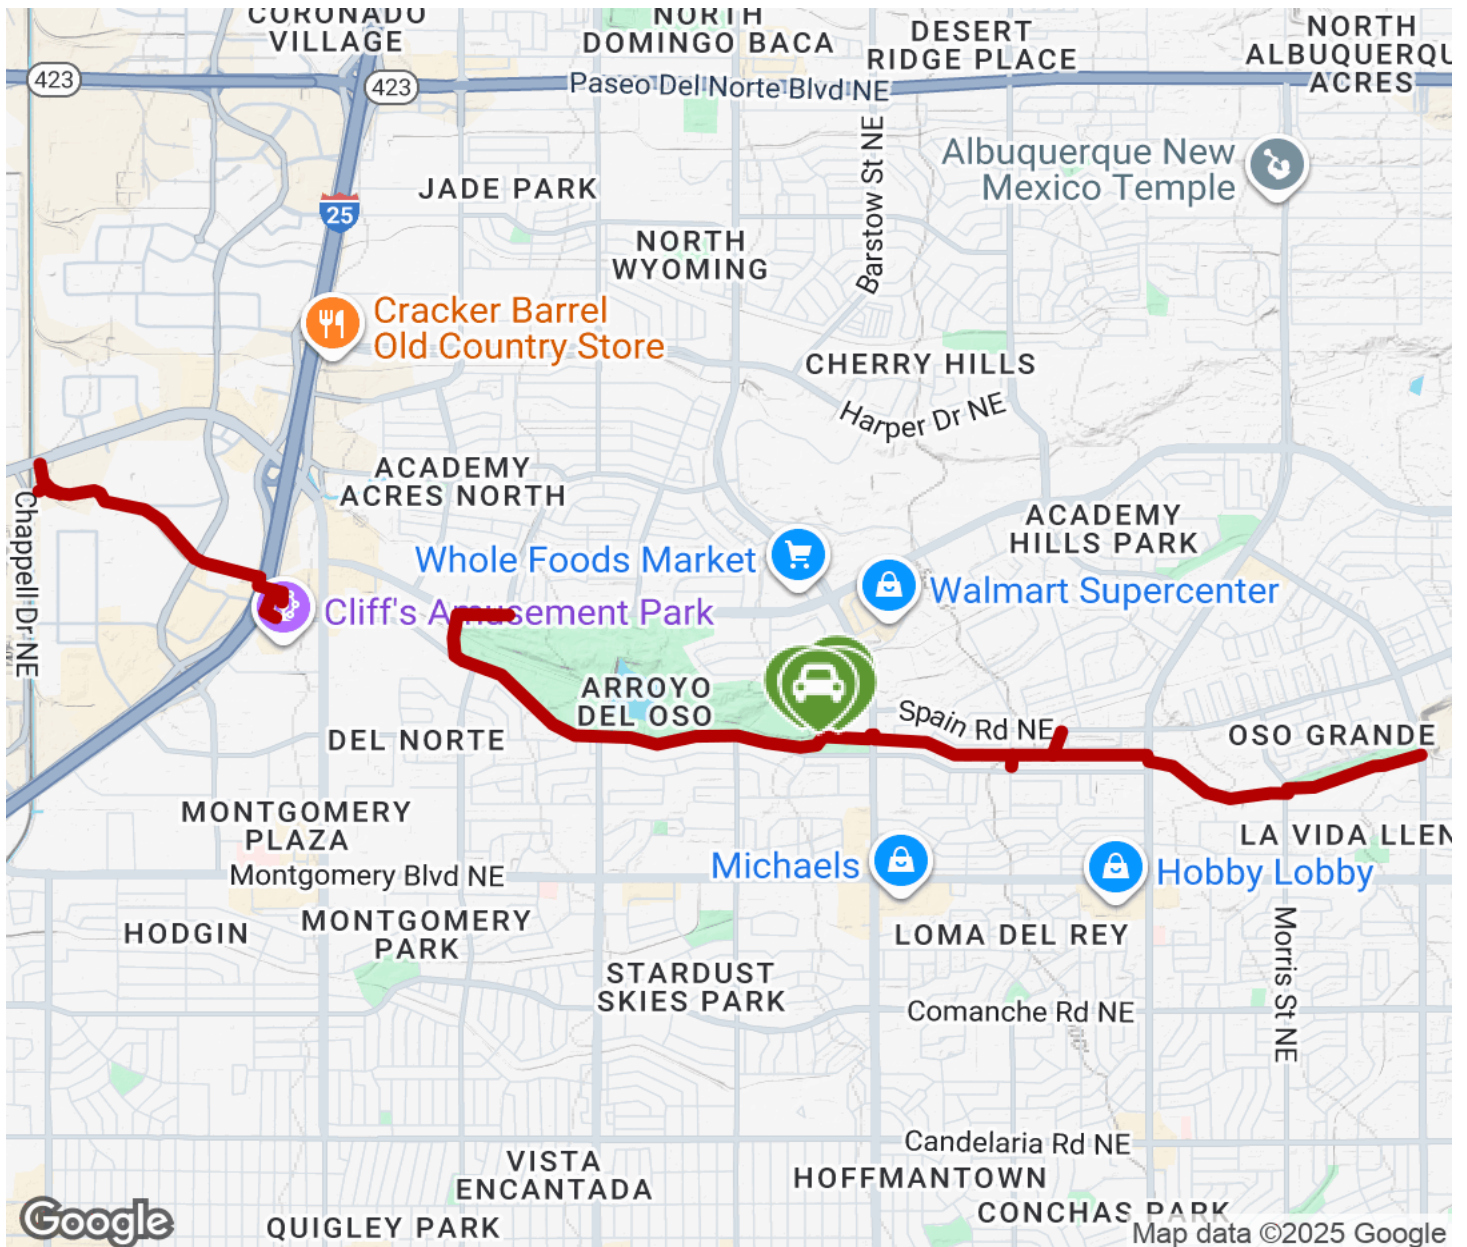 CORONADO
VILLAGE
NORTH
DOMINGO BACA
DESERT
RIDGE PLACE
NORTH
ALBUQUERQU
ACRES
423
423
Paseo Del Norte Blvd NE
Barstow St NE
Albuquerque New
Mexico Temple
JADE PARK
25
NORTH
WYOMING
Cracker Barrel
Old Country Store
CHERRY HILLS
Harper Dr NE
ACADEMY
ACRES NORTH
Chappell Dr NE
ACADEMY
HILLS PARK
Whole Foods Market
Walmart Supercenter
Cliff's Amusement Park
ARROYO
DEL OSO
Spain Rd NE
OSO GRANDE
DEL NORTE
MONTGOMERY
PLAZA
LA VIDA LLEN
Montgomery Blvd NE
Michaels
Hobby Lobby
HODGIN
MONTGOMERY
PARK
LOMA DEL REY
Morris St NE
STARDUST
SKIES PARK
Comanche Rd NE
Candelaria Rd NE
VISTA
ENCANTADA
HOFFMANTOWN
CONCHAS PARK
Google
QUIGLEY PARK
Map data ©2025 Google